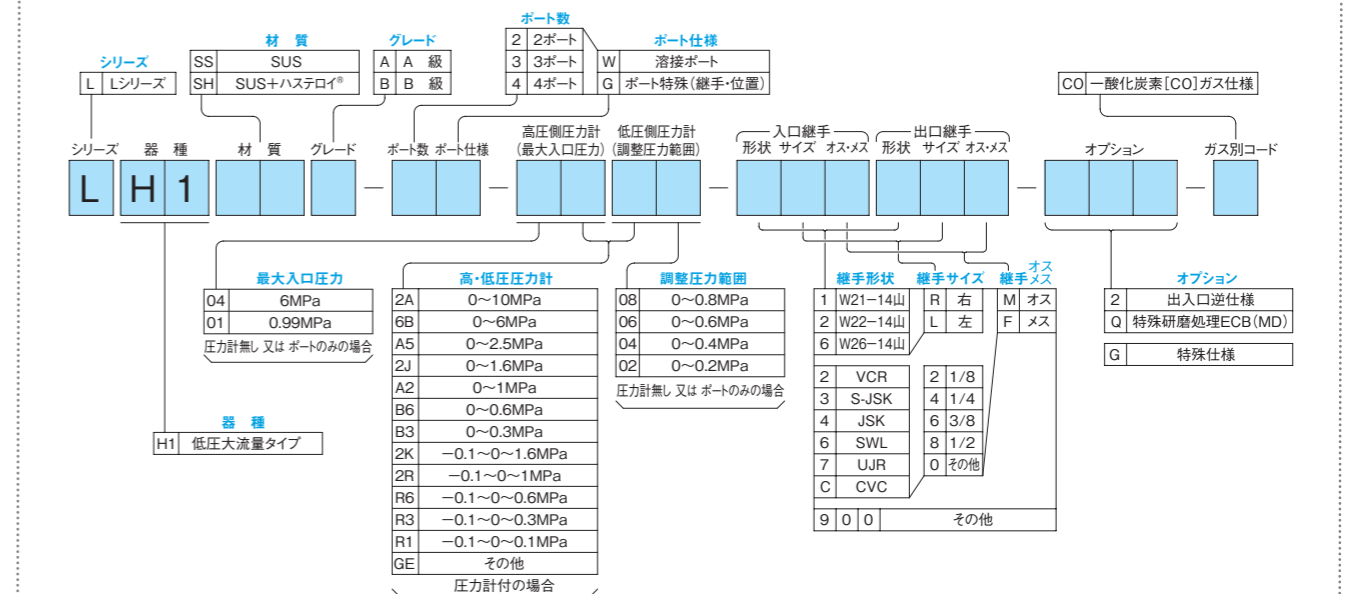 ポート数
2 2ポート
3 3ポート
4 4ポート
ポート仕様
W 溶接ポート
G ポート特殊(継手・位置)
材 質
SS SUS
SH SUS+ハステロイ®
グレード
A A 級
B B 級
シリーズ
L Lシリーズ
CO 一酸化炭素[CO]ガス仕様
シリーズ 器 種 材 質 グレード ポート数 ポート仕様
高圧側圧力計
(最大入口圧力)
低圧側圧力計
(調整圧力範囲)
入口継手
形状 サイズ オス・メス
出口継手
形状 サイズ オス・メス
オプション
ガス別コード
L H 1 — — — — —
最大入口圧力
04 6MPa
01 0.99MPa
圧力計無し 又は ポートのみの場合
器 種
H1 低圧大流量タイプ
高・低圧圧力計
2A 0〜10MPa
6B 0〜6MPa
A5 0〜2.5MPa
2J 0〜1.6MPa
A2 0〜1MPa
B6 0〜0.6MPa
B3 0〜0.3MPa
2K −0.1〜0〜1.6MPa
2R −0.1〜0〜1MPa
R6 −0.1〜0〜0.6MPa
R3 −0.1〜0〜0.3MPa
R1 −0.1〜0〜0.1MPa
GE その他
圧力計付の場合
調整圧力範囲
08 0〜0.8MPa
06 0〜0.6MPa
04 0〜0.4MPa
02 0〜0.2MPa
圧力計無し 又は ポートのみの場合
継手形状
1 W21−14山
2 W22−14山
6 W26−14山
2 VCR
3 S-JSK
4 JSK
6 SWL
7 UJR
C CVC
9 0 0 その他
継手サイズ
R 右
L 左
2 1/8
4 1/4
6 3/8
8 1/2
0 その他
継手オスメス
M オス
F メス
オプション
2 出入口逆仕様
Q 特殊研磨処理ECB(MD)
G 特殊仕様